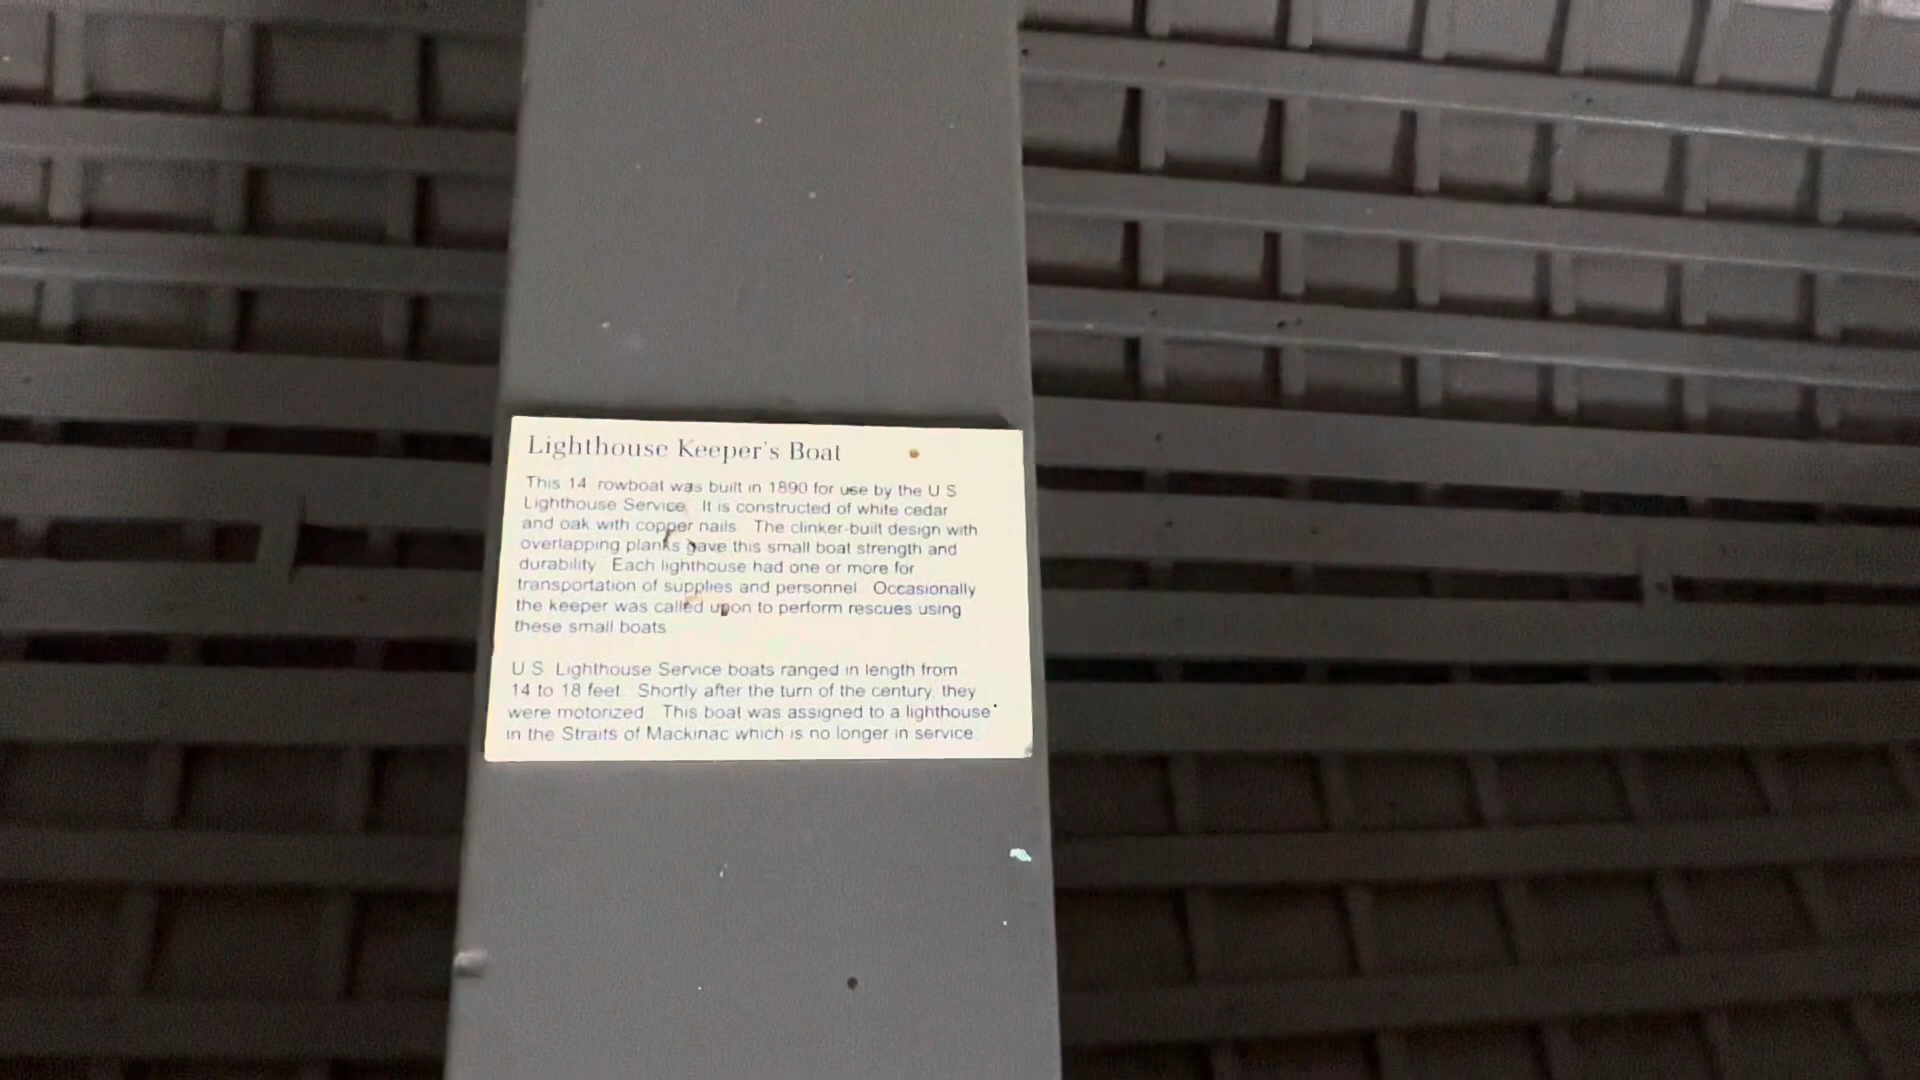 Lighthouse Keeper's Boat
This 14' rowboat was built in 1890 for use by the U S
Lighthouse Service. It is constructed of white cedar
and oak with copper nails. The clinker-built design with
overlapping planks gave this small boat strength and
durability. Each lighthouse had one or more for
transportation of supplies and personnel. Occasionally
the keeper was called upon to perform rescues using
these small boats.
U.S. Lighthouse Service boats ranged in length from
14 to 18 feet. Shortly after the turn of the century, they
were motorized. This boat was assigned to a lighthouse
in the Straits of Mackinac which is no longer in service.